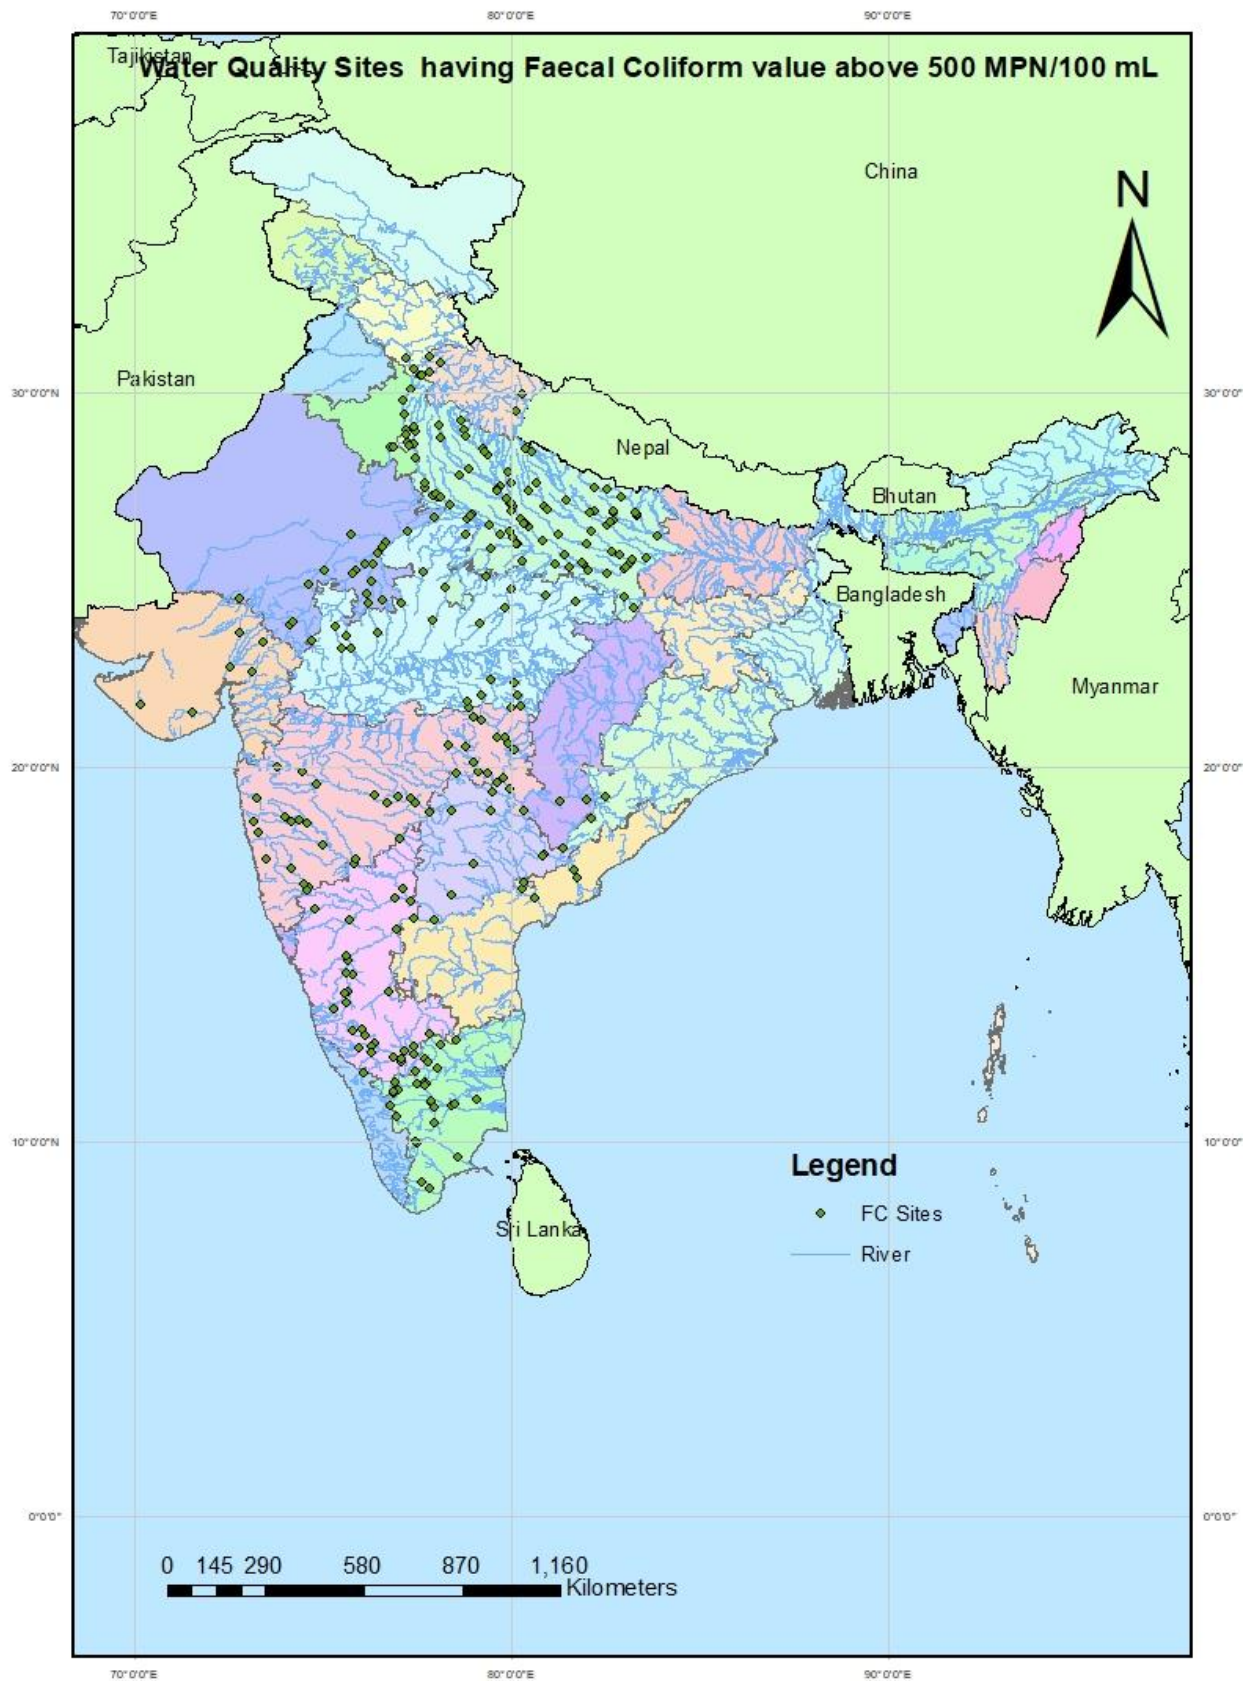 70°0'0"E 80°0'0"E 90°0'0"E
Tajikistan
Water Quality Sites having Faecal Coliform value above 500 MPN/100 mL
China
N
Pakistan
30°0'0"N 30°0'0"
Nepal
Bhutan
Bangladesh
Myanmar
20°0'0"N 20°0'0"
10°0'0"N 10°0'0"
Legend
FC Sites
Sri Lanka
River
0°0'0" 0°0'0"
0 145 290 580 870 1,160
Kilometers
70°0'0"E 80°0'0"E 90°0'0"E